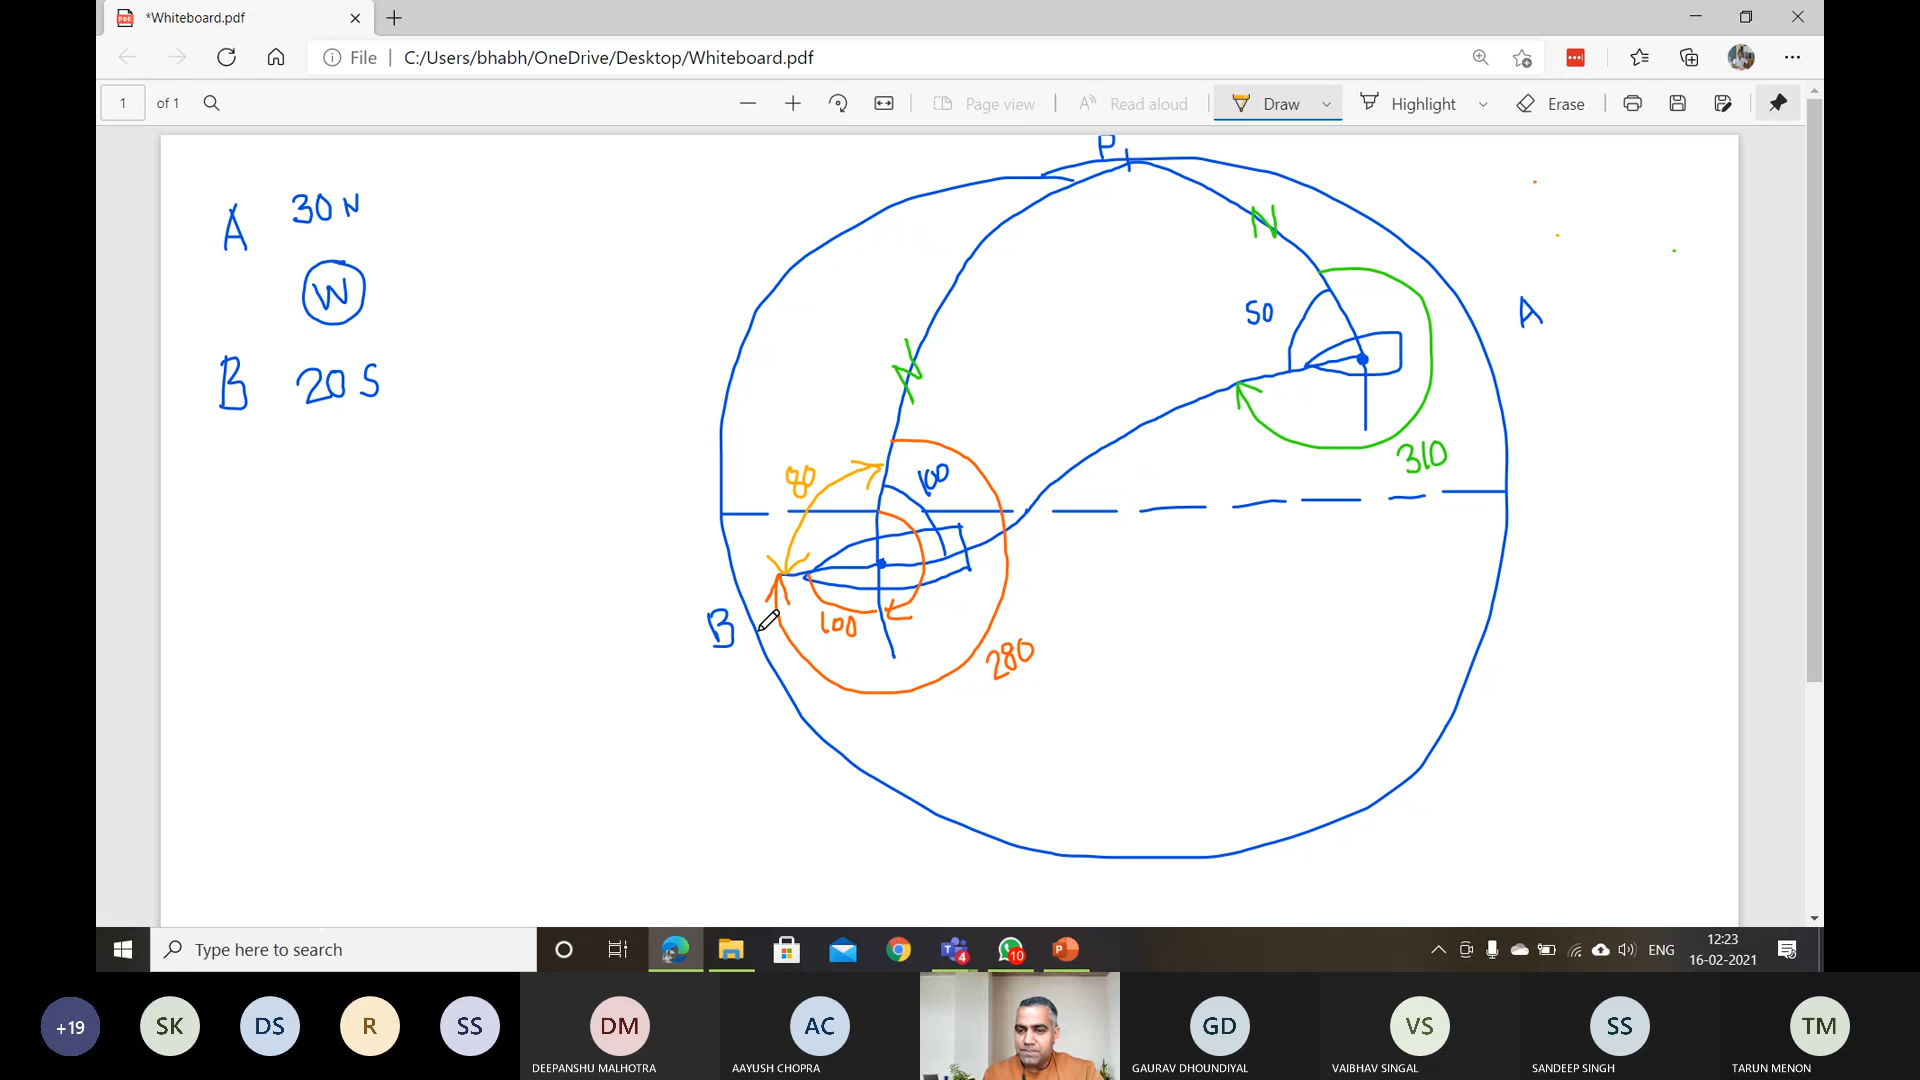 *Whiteboard.pdf
File C:/Users/bhabh/OneDrive/Desktop/Whiteboard.pdf
1 of 1
Page view
Read aloud
Draw
Highlight
Erase
P
A 30 N
W
B 20 S
N
N
50
A
310
80
100
B
100
280
Type here to search
4
10
ENG
12:23
16-02-2021
+19
SK
DS
R
SS
DM
DEEPANSHU MALHOTRA
AC
AAYUSH CHOPRA
GD
GAURAV DHOUNDIYAL
VS
VAIBHAV SINGAL
SS
SANDEEP SINGH
TM
TARUN MENON